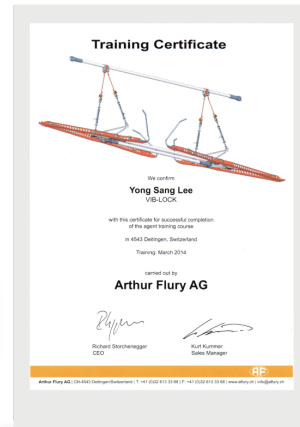 Training Certificate
We confirm
Yong Sang Lee
VIB-LOCK
with this certificate for successful completion
of the agent training course
in 4543 Deitingen, Switzerland
Training: March 2014
carried out by
Arthur Flury AG
Richard Storchenegger
CEO
Kurt Kummer
Sales Manager
AF
Arthur Flury AG | CH-4543 Deitingen/Switzerland | T: +41 (0)32 613 33 66 | F: +41 (0)32 613 33 68 | www.aflury.ch | info@aflury.ch